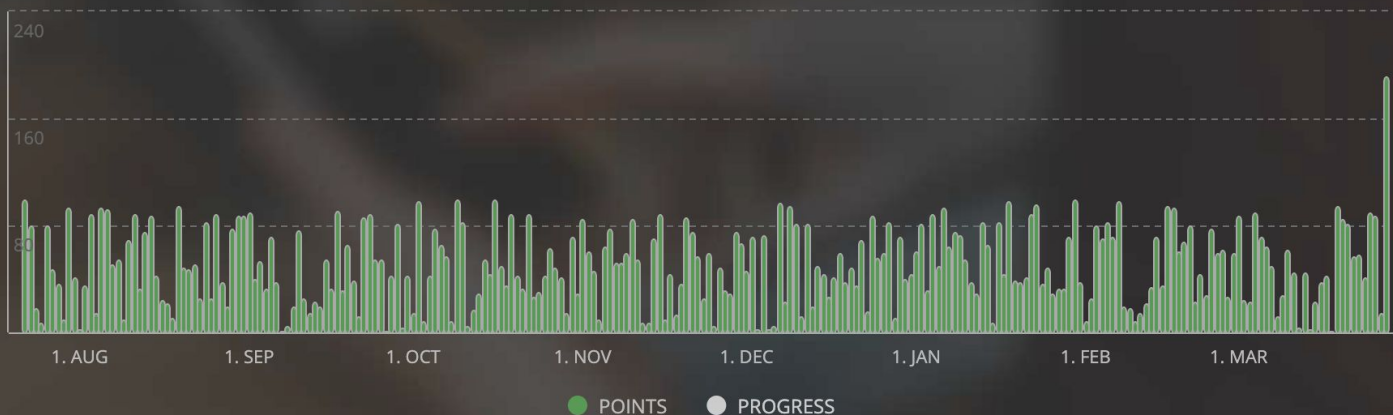 240
160
80
1. AUG 1. SEP 1. OCT 1. NOV 1. DEC 1. JAN 1. FEB 1. MAR
POINTS PROGRESS